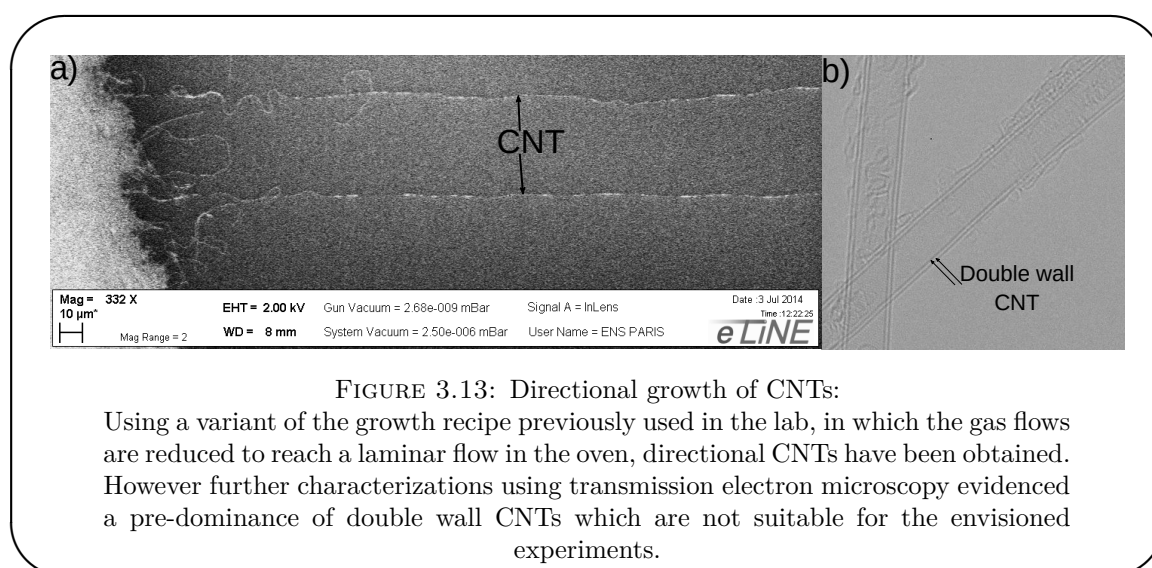 a)
CNT
b)
Double wall
CNT
Mag = 332 X
10 µm*
Mag Range = 2
EHT = 2.00 kV
WD = 8 mm
Gun Vacuum = 2.68e-009 mBar
System Vacuum = 2.50e-006 mBar
Signal A = InLens
User Name = ENS PARIS
Date :3 Jul 2014
Time :12:22:25
eLiNE
FIGURE 3.13: Directional growth of CNTs:
Using a variant of the growth recipe previously used in the lab, in which the gas flows
are reduced to reach a laminar flow in the oven, directional CNTs have been obtained.
However further characterizations using transmission electron microscopy evidenced
a pre-dominance of double wall CNTs which are not suitable for the envisioned
experiments.